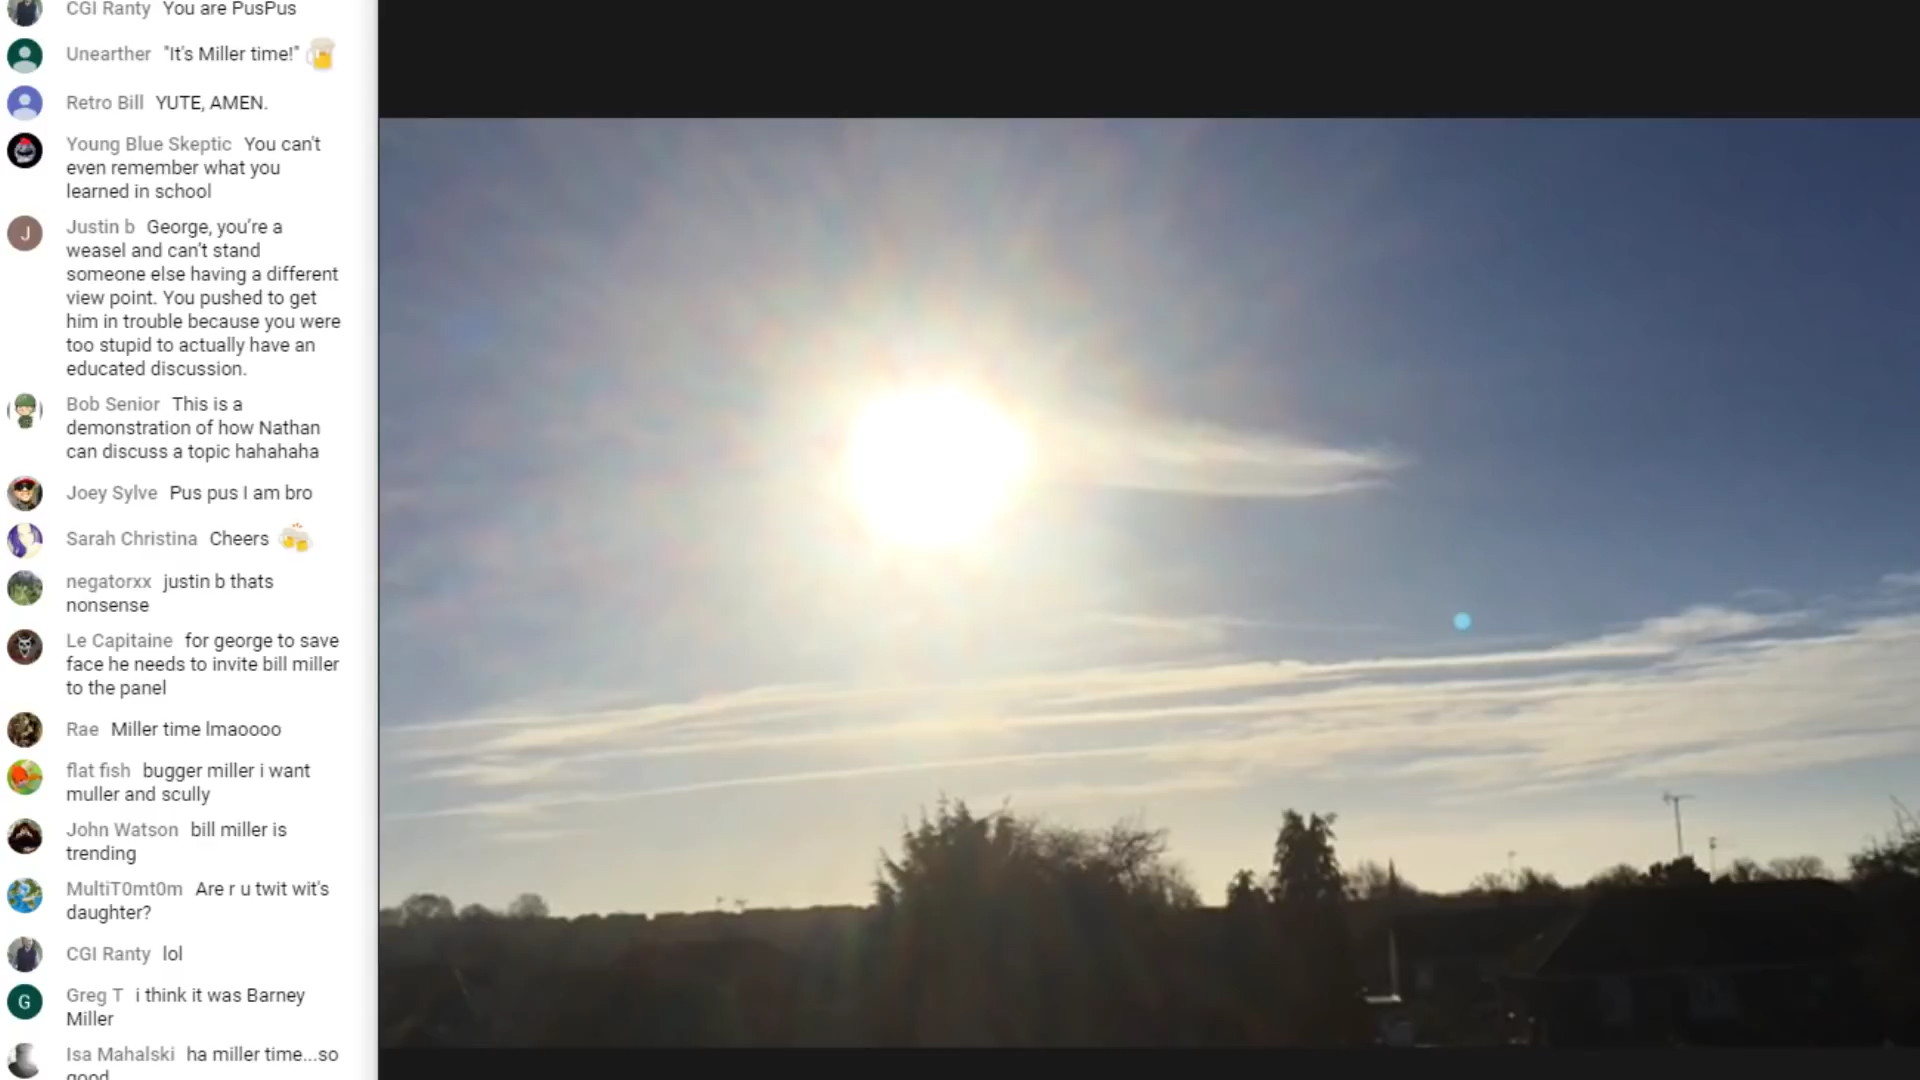 CGI Ranty You are PusPus
Unearther "It's Miller time!"
Retro Bill YUTE, AMEN.
Young Blue Skeptic You can't
even remember what you
learned in school
J
Justin b George, you're a
weasel and can't stand
someone else having a different
view point. You pushed to get
him in trouble because you were
too stupid to actually have an
educated discussion.
Bob Senior This is a
demonstration of how Nathan
can discuss a topic hahahaha
Joey Sylve Pus pus I am bro
Sarah Christina Cheers
negatorxx justin b thats
nonsense
Le Capitaine for george to save
face he needs to invite bill miller
to the panel
Rae Miller time lmaoooo
flat fish bugger miller i want
muller and scully
John Watson bill miller is
trending
MultiT0mt0m Are r u twit wit's
daughter?
CGI Ranty lol
G
Greg T i think it was Barney
Miller
Isa Mahalski ha miller time...so
good